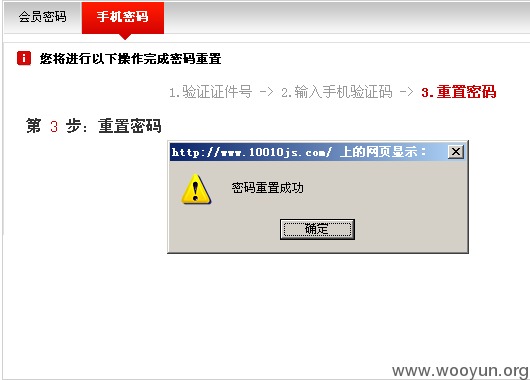 会员密码 手机密码
您将进行以下操作完成密码重置
1.验证证件号 -> 2.输入手机验证码 -> 3.重置密码
第 3 步：重置密码
http://www.10010js.com/ 上的网页显示：
密码重置成功
确定
www.wooyun.org